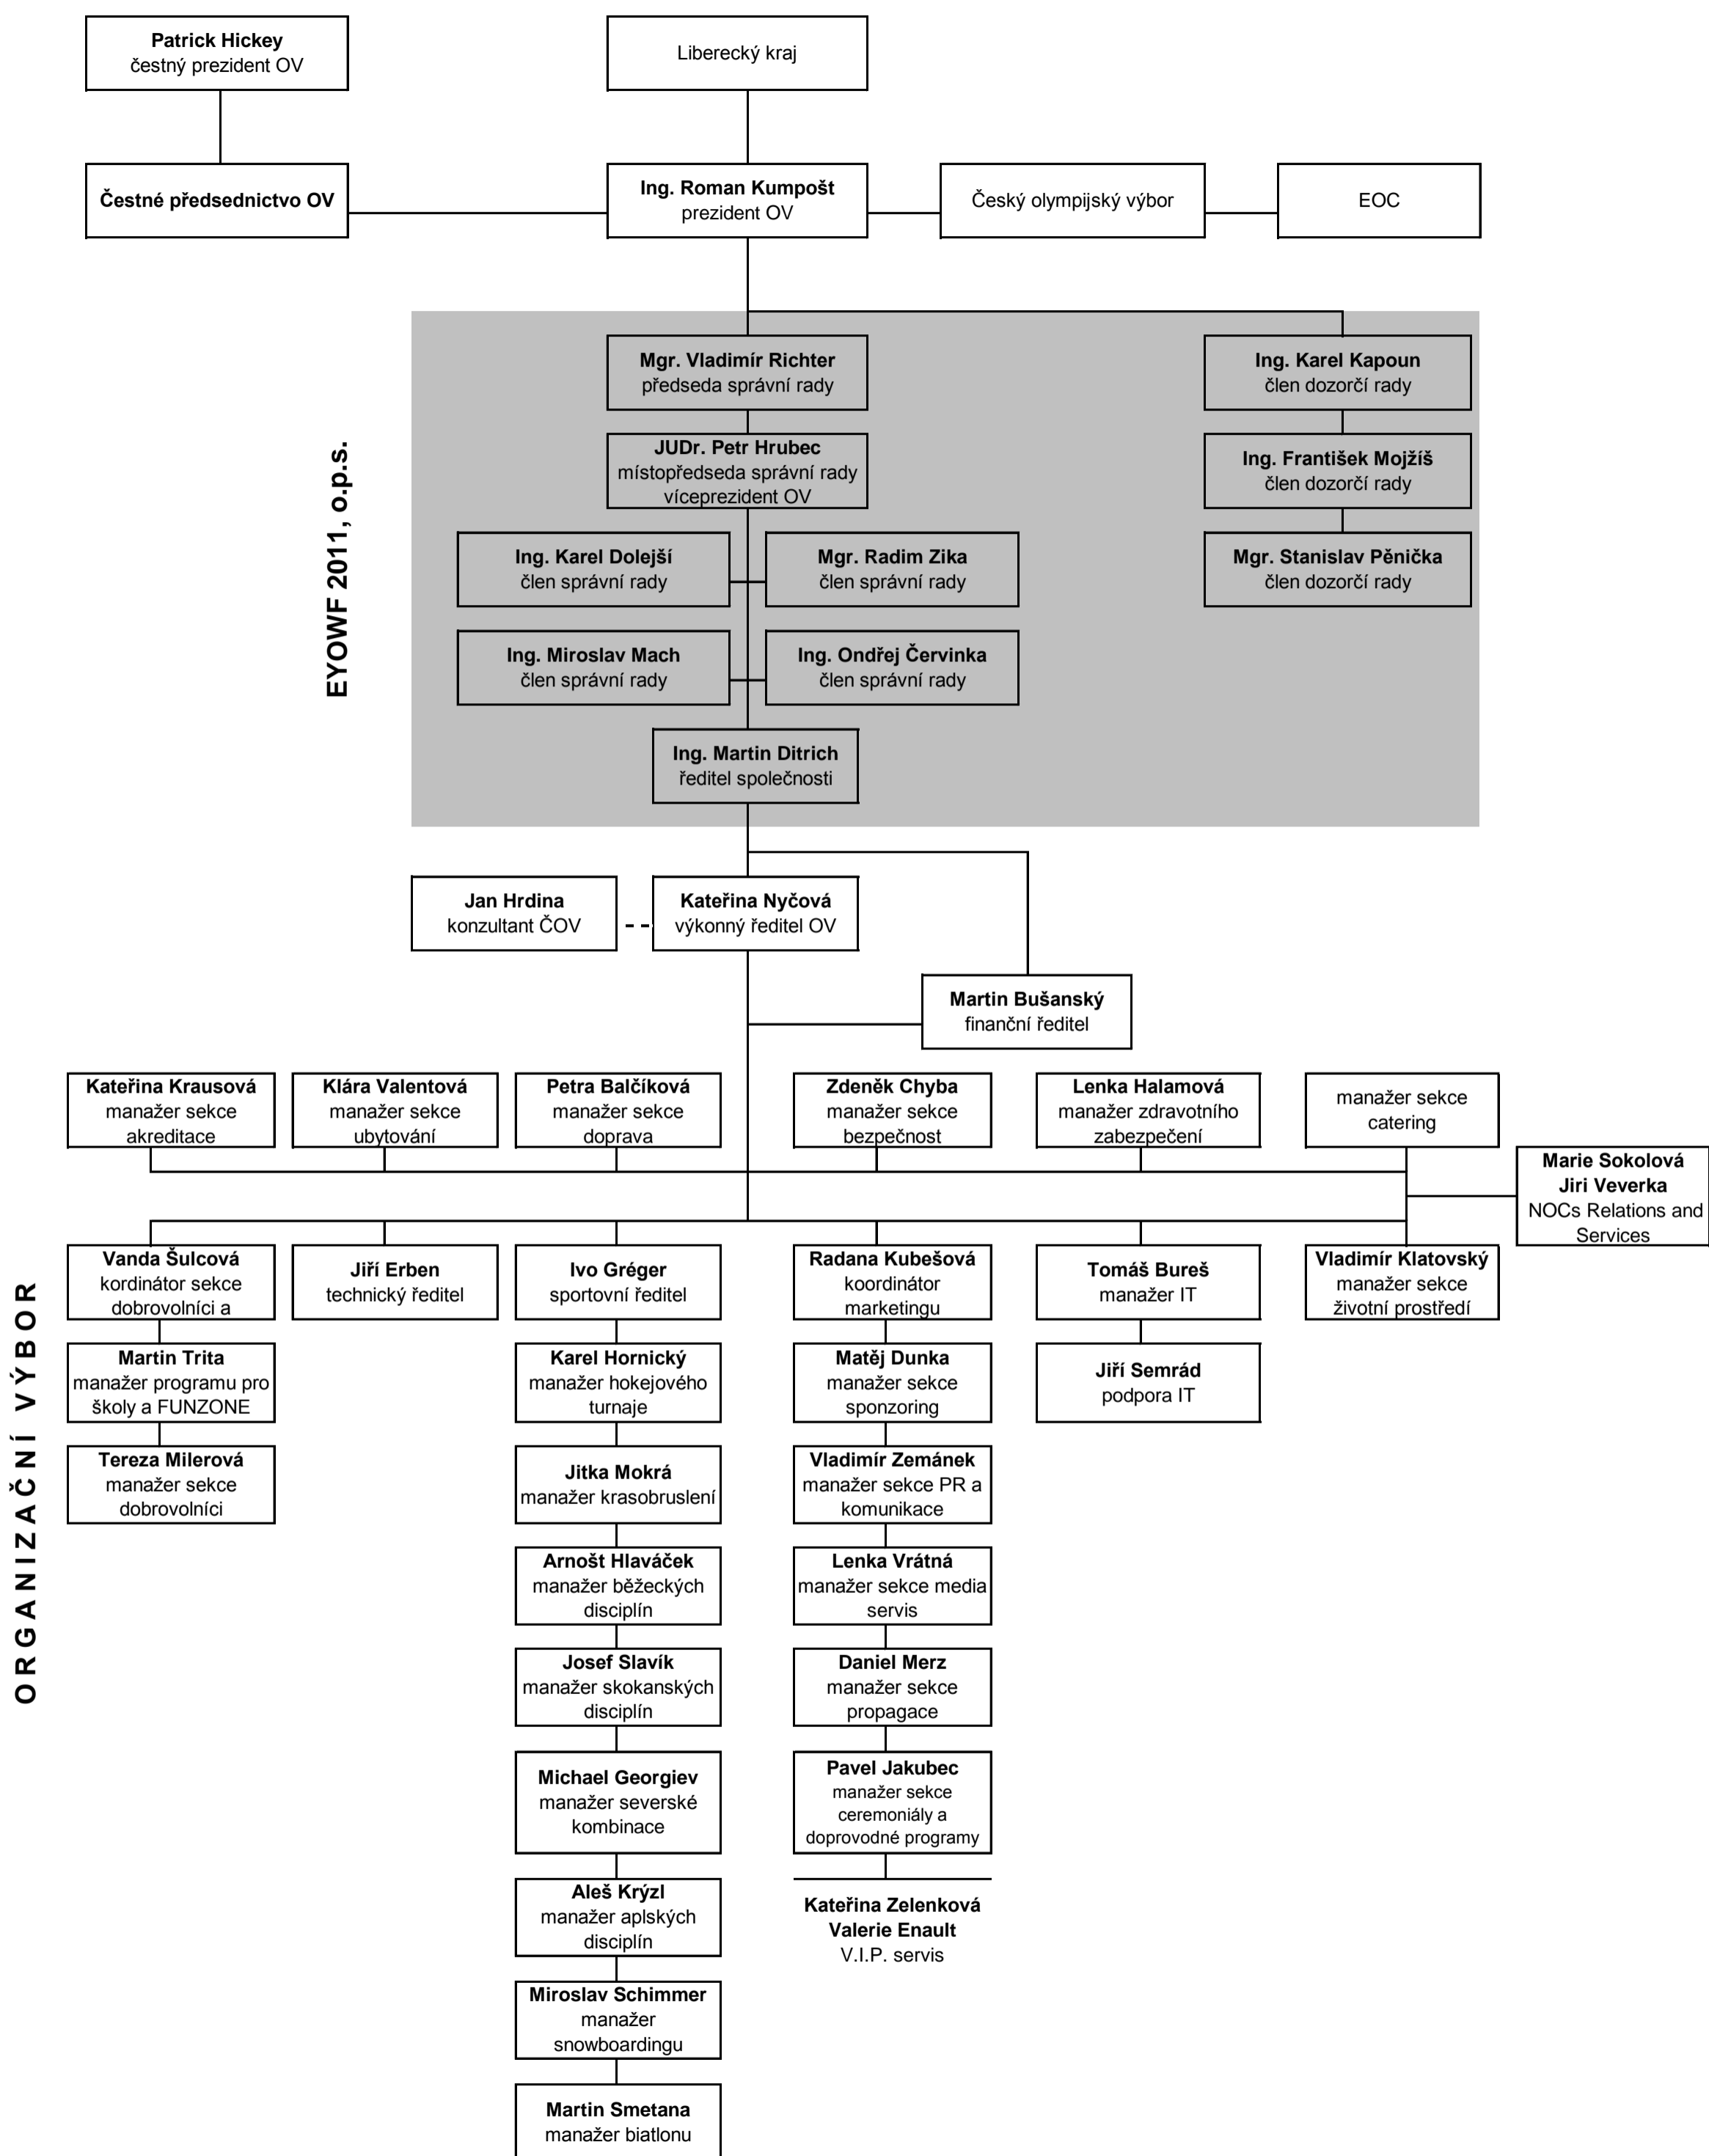 Patrick Hickey
čestný prezident OV
Liberecký kraj
Čestné předsednictvo OV
Ing. Roman Kumpošt
prezident OV
Český olympijský výbor
EOC
EYOWF 2011, o.p.s.
Mgr. Vladimír Richter
předseda správní rady
Ing. Karel Kapoun
člen dozorčí rady
JUDr. Petr Hrubec
místopředseda správní rady
víceprezident OV
Ing. František Mojžíš
člen dozorčí rady
Ing. Karel Dolejší
člen správní rady
Mgr. Radim Zika
člen správní rady
Mgr. Stanislav Pěnička
člen dozorčí rady
Ing. Miroslav Mach
člen správní rady
Ing. Ondřej Červinka
člen správní rady
Ing. Martin Ditrich
ředitel společnosti
Jan Hrdina
konzultant ČOV
Kateřina Nyčová
výkonný ředitel OV
Martin Bušanský
finanční ředitel
ORGANIZAČNÍ VÝBOR
Kateřina Krausová
manažer sekce
akreditace
Klára Valentová
manažer sekce
ubytování
Petra Balčíková
manažer sekce
doprava
Zdeněk Chyba
manažer sekce
bezpečnost
Lenka Halamová
manažer zdravotního
zabezpečení
manažer sekce
catering
Marie Sokolová
Jiri Veverka
NOCs Relations and
Services
Vanda Šulcová
kordinátor sekce
dobrovolníci a
Jiří Erben
technický ředitel
Ivo Gréger
sportovní ředitel
Radana Kubešová
koordinátor
marketingu
Tomáš Bureš
manažer IT
Vladimír Klatovský
manažer sekce
životní prostředí
Martin Trita
manažer programu pro
školy a FUNZONE
Karel Hornický
manažer hokejového
turnaje
Matěj Dunka
manažer sekce
sponzoring
Jiří Semrád
podpora IT
Tereza Milerová
manažer sekce
dobrovolníci
Jitka Mokrá
manažer krasobruslení
Vladimír Zemánek
manažer sekce PR a
komunikace
Arnošt Hlaváček
manažer běžeckých
disciplín
Lenka Vrátná
manažer sekce media
servis
Josef Slavík
manažer skokanských
disciplín
Daniel Merz
manažer sekce
propagace
Michael Georgiev
manažer severské
kombinace
Pavel Jakubec
manažer sekce
ceremoniály a
doprovodné programy
Aleš Krýzl
manažer aplských
disciplín
Kateřina Zelenková
Valerie Enault
V.I.P. servis
Miroslav Schimmer
manažer
snowboardingu
Martin Smetana
manažer biatlonu